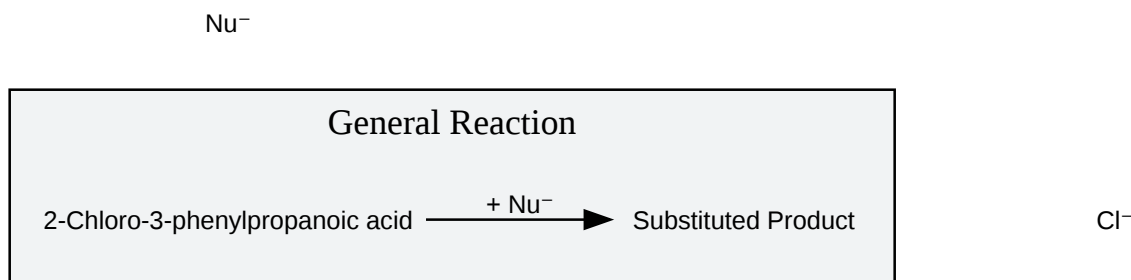 Nu⁻
General Reaction
+ Nu⁻
2-Chloro-3-phenylpropanoic acid Substituted Product Cl⁻